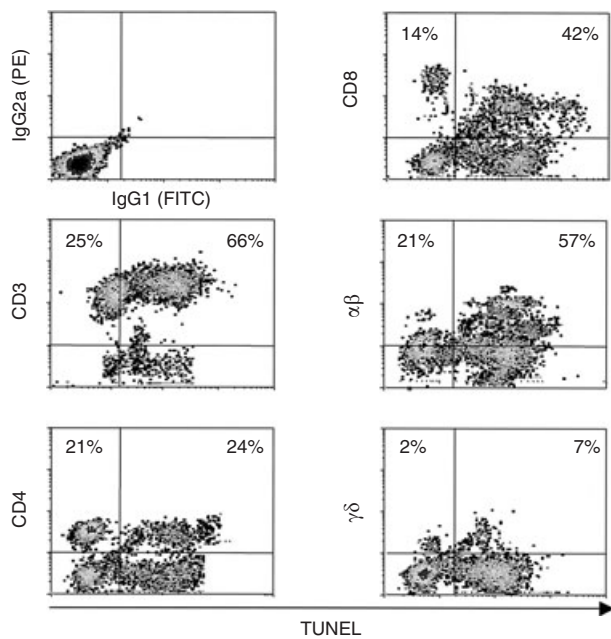 IgG2a (PE)
IgG1 (FITC)
14% 42%
CD8
25% 66%
CD3
21% 57%
αβ
21% 24%
CD4
2% 7%
γδ
TUNEL